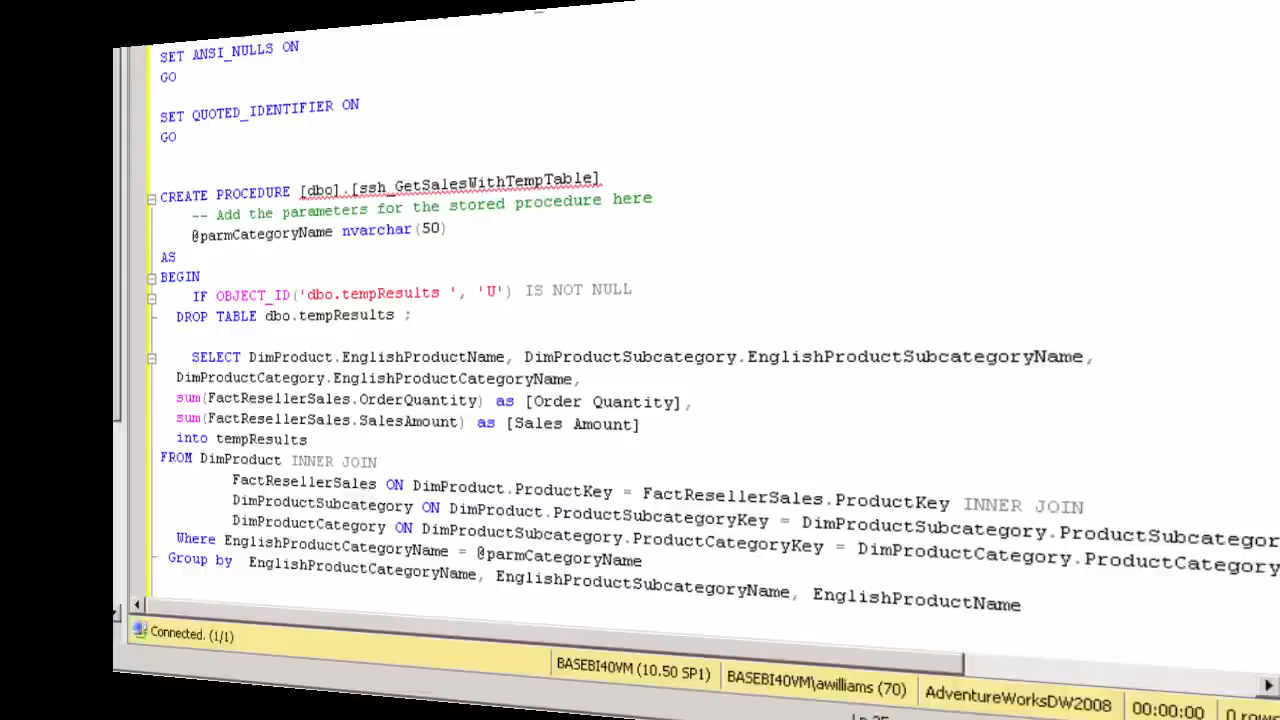 SET ANSI_NULLS ON
GO
SET QUOTED_IDENTIFIER ON
GO
CREATE PROCEDURE [dbo].[ssh_GetSalesWithTempTable]
-- Add the parameters for the stored procedure here
@parmCategoryName nvarchar(50)
AS
BEGIN
IF OBJECT_ID('dbo.tempResults ', 'U') IS NOT NULL
DROP TABLE dbo.tempResults ;
SELECT DimProduct.EnglishProductName, DimProductSubcategory.EnglishProductSubcategoryName,
DimProductCategory.EnglishProductCategoryName,
sum(FactResellerSales.OrderQuantity) as [Order Quantity],
sum(FactResellerSales.SalesAmount) as [Sales Amount]
into tempResults
FROM DimProduct INNER JOIN
FactResellerSales ON DimProduct.ProductKey = FactResellerSales.ProductKey INNER JOIN
DimProductSubcategory ON DimProduct.ProductSubcategoryKey = DimProductSubcategory.ProductSubcategor
DimProductCategory ON DimProductSubcategory.ProductCategoryKey = DimProductCategory.ProductCategory
Where EnglishProductCategoryName = @parmCategoryName
Group by EnglishProductCategoryName, EnglishProductSubcategoryName, EnglishProductName
Connected. (1/1)
BASEBI40VM (10.50 SP1)
BASEBI40VM\awilliams (70)
AdventureWorksDW2008
00:00:00
0 rows